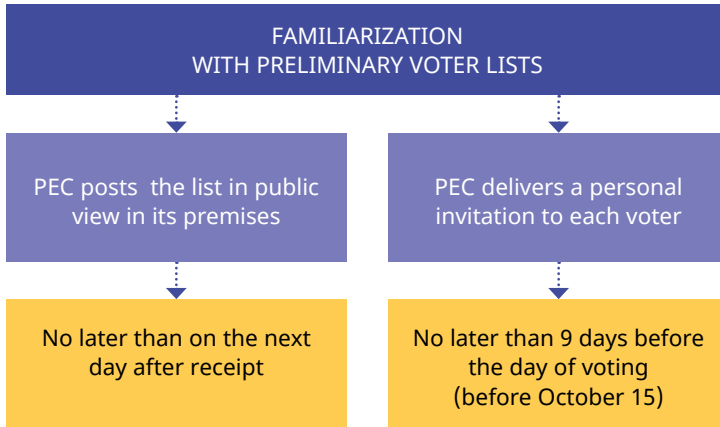 FAMILIARIZATION
WITH PRELIMINARY VOTER LISTS
PEC posts the list in public
view in its premises
PEC delivers a personal
invitation to each voter
No later than on the next
day after receipt
No later than 9 days before
the day of voting
(before October 15)